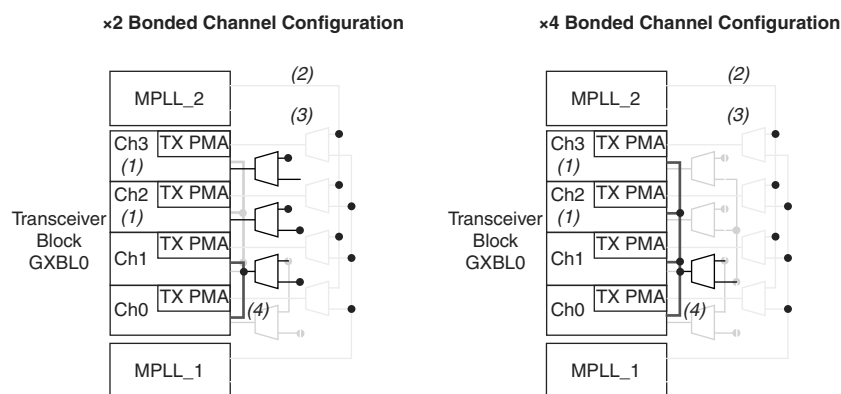 ×2 Bonded Channel Configuration
MPLL_2
(2)
(3)
Ch3
TX PMA
(1)
Ch2
TX PMA
(1)
Transceiver
Block
GXBL0
Ch1
TX PMA
Ch0
TX PMA
(4)
MPLL_1
×4 Bonded Channel Configuration
MPLL_2
(2)
(3)
Ch3
TX PMA
(1)
Ch2
TX PMA
(1)
Transceiver
Block
GXBL0
Ch1
TX PMA
Ch0
TX PMA
(4)
MPLL_1